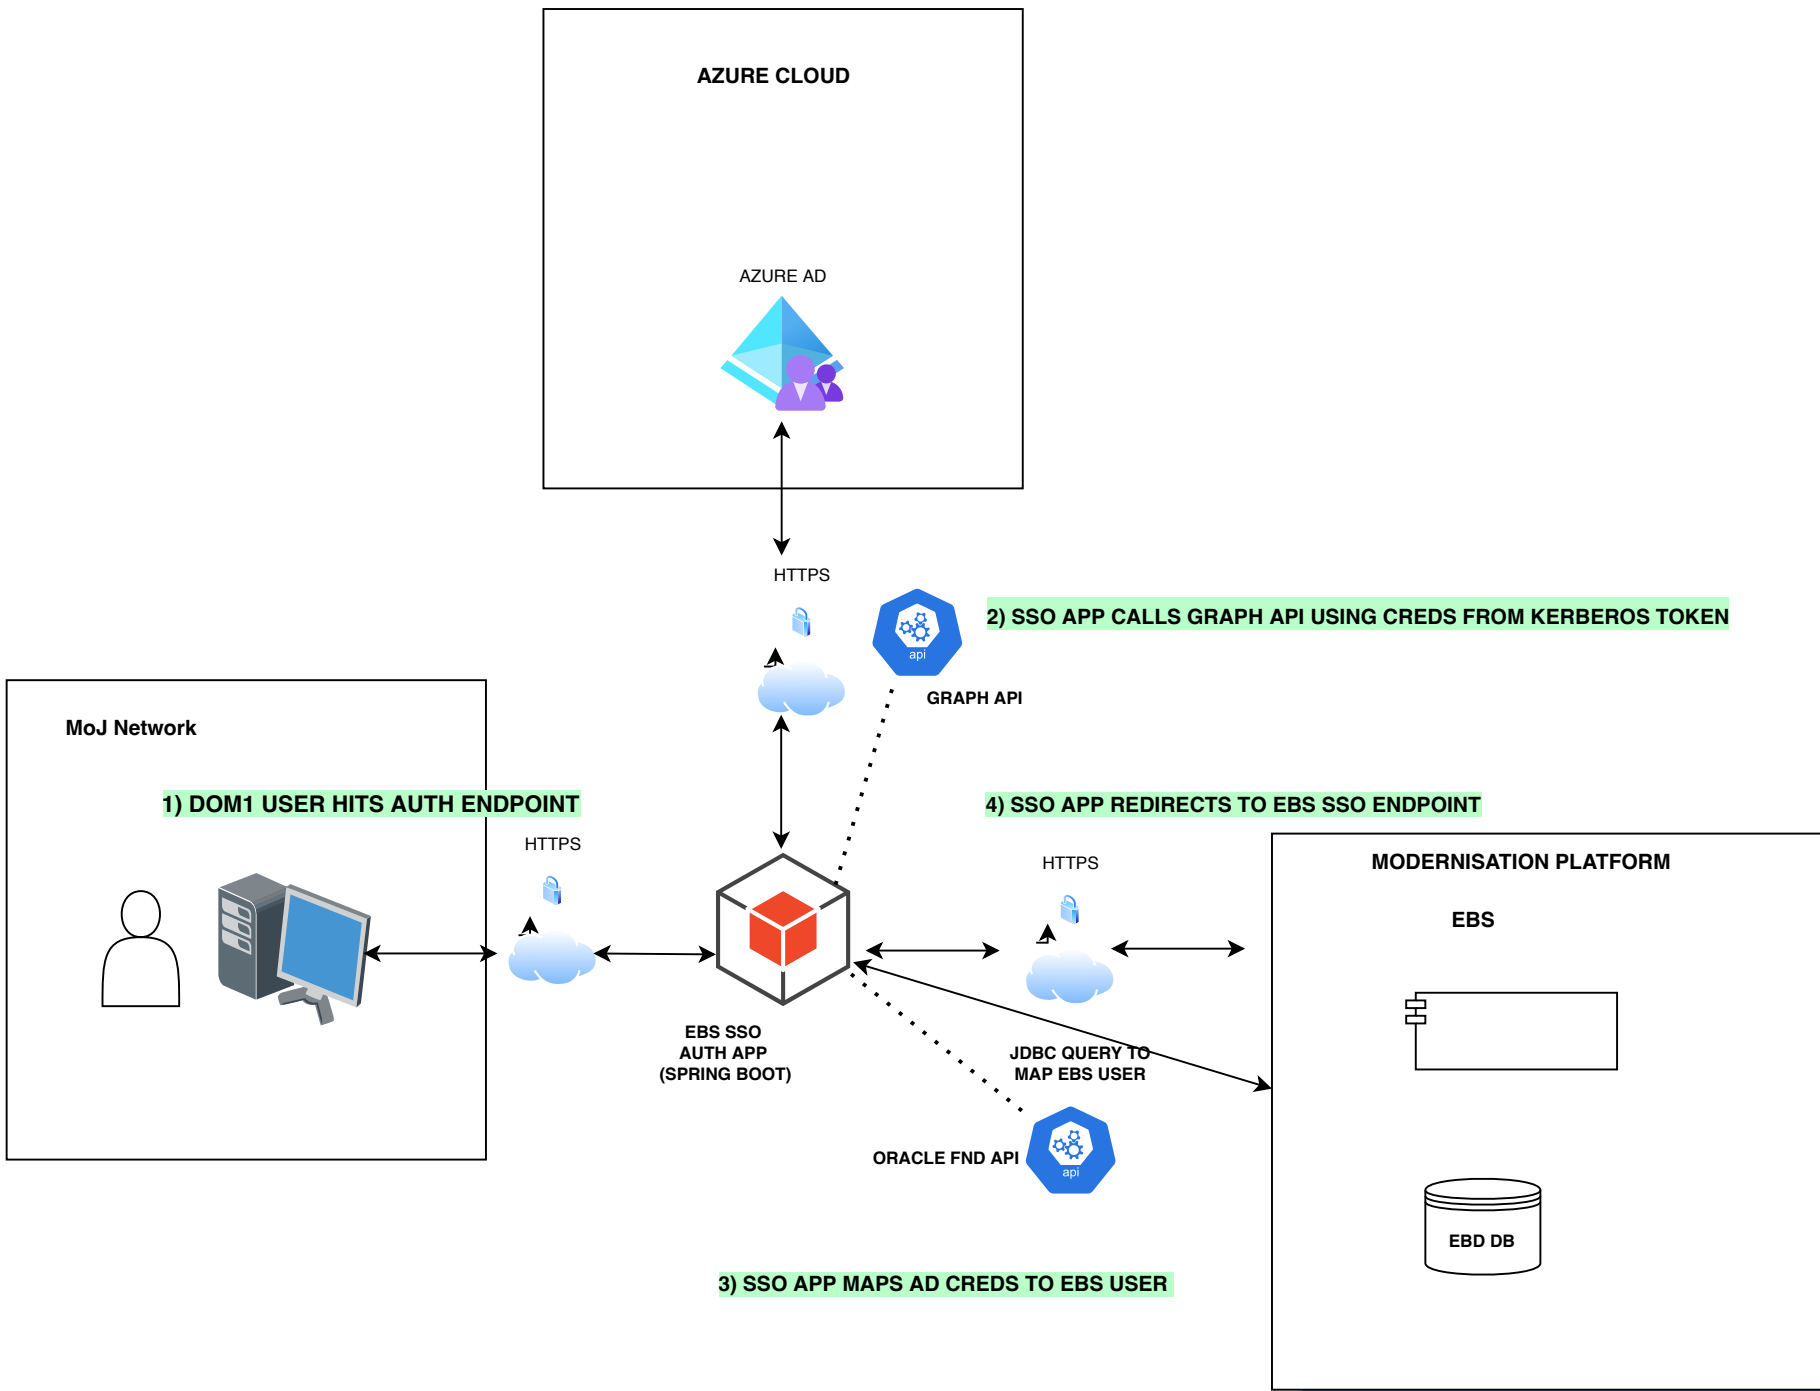 AZURE CLOUD
AZURE AD
HTTPS
api
2) SSO APP CALLS GRAPH API USING CREDS FROM KERBEROS TOKEN
GRAPH API
MoJ Network
1) DOM1 USER HITS AUTH ENDPOINT
HTTPS
4) SSO APP REDIRECTS TO EBS SSO ENDPOINT
HTTPS
MODERNISATION PLATFORM
EBS
EBS SSO
AUTH APP
(SPRING BOOT)
JDBC QUERY TO
MAP EBS USER
ORACLE FND API
api
EBD DB
3) SSO APP MAPS AD CREDS TO EBS USER